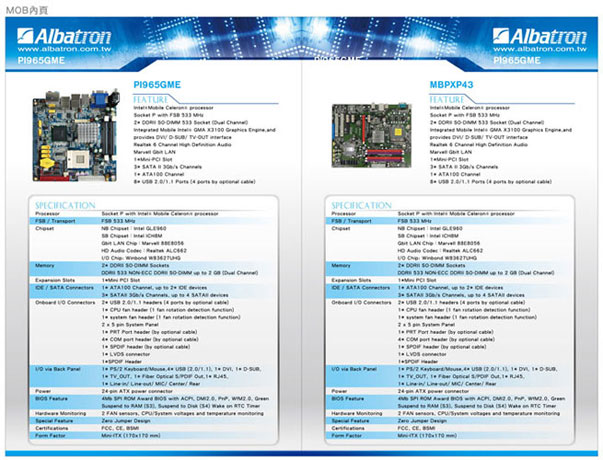 MOB內頁
Albatron
www.albatron.com.tw
PI965GME
PI965GME
FEATURE
Intel® Mobile Celeron® processor
Socket P with FSB 533 MHz
2* DDRII SO-DIMM 533 Socket (Dual Channel)
Integrated Mobile Intel® GMA X3100 Graphics Engine,and
provides DVI/ D-SUB/ TV-OUT interface
Realtek 6 Channel High Definition Audio
Marvell Gbit LAN
1*Mini-PCI Slot
3* SATA II 3Gb/s Channels
1* ATA100 Channel
8* USB 2.0/1.1 Ports (4 ports by optional cable)
SPECIFICATION
Processor Socket P with Intel® Mobile Celeron® processor
FSB / Transport FSB 533 MHz
Chipset NB Chipset : Intel GLE960
SB Chipset : Intel ICH8M
Gbit LAN Chip : Marvell 88E8056
HD Audio Codec : Realtek ALC662
I/O Chip: Winbond W83627UHG
Memory 2* DDRII SO-DIMM Sockets
DDRII 533 NON-ECC DDRII SO-DIMM up to 2 GB (Dual Channel)
Expansion Slots 1*Mini PCI Slot
IDE / SATA Connectors 1* ATA100 Channel, up to 2* IDE devices
3* SATAII 3Gb/s Channels, up to 4 SATAII devices
Onboard I/O Connectors 2* USB 2.0/1.1 headers (4 ports by optional cable)
1* CPU fan header (1 fan rotation detection function)
1* system fan header (1 fan rotation detection function)
2 x 5 pin System Panel
1* PRT Port header (by optional cable)
4* COM port header (by optional cable)
1* SPDIF header (by optional cable)
1* LVDS connector
1*SPDIF Header
I/O via Back Panel 1* PS/2 Keyboard/Mouse,4* USB (2.0/1.1), 1* DVI, 1* D-SUB,
1* TV_OUT, 1* Fiber Optical S/PDIF Out,1* RJ45,
1* Line-in/ Line-out/ MIC/ Center/ Rear
Power 24-pin ATX power connector
BIOS Feature 4Mb SPI ROM Award BIOS with ACPI, DMI2.0, PnP, WfM2.0, Green
Suspend to RAM (S3), Suspend to Disk (S4) Wake on RTC Timer
Hardware Monitoring 2 FAN sensors, CPU/System voltages and temperature monitoring
Special Feature Zero Jumper Design
Certifications FCC, CE, BSMI
Form Factor Mini-ITX (170x170 mm)
PI965GME
Albatron
www.albatron.com.tw
PI965GME
MBPXP43
FEATURE
Intel® Mobile Celeron® processor
Socket P with FSB 533 MHz
2* DDRII SO-DIMM 533 Socket (Dual Channel)
Integrated Mobile Intel® GMA X3100 Graphics Engine,and
provides DVI/ D-SUB/ TV-OUT interface
Realtek 6 Channel High Definition Audio
Marvell Gbit LAN
1*Mini-PCI Slot
3* SATA II 3Gb/s Channels
1* ATA100 Channel
8* USB 2.0/1.1 Ports (4 ports by optional cable)
SPECIFICATION
Processor Socket P with Intel® Mobile Celeron® processor
FSB / Transport FSB 533 MHz
Chipset NB Chipset : Intel GLE960
SB Chipset : Intel ICH8M
Gbit LAN Chip : Marvell 88E8056
HD Audio Codec : Realtek ALC662
I/O Chip: Winbond W83627UHG
Memory 2* DDRII SO-DIMM Sockets
DDRII 533 NON-ECC DDRII SO-DIMM up to 2 GB (Dual Channel)
Expansion Slots 1*Mini PCI Slot
IDE / SATA Connectors 1* ATA100 Channel, up to 2* IDE devices
3* SATAII 3Gb/s Channels, up to 4 SATAII devices
Onboard I/O Connectors 2* USB 2.0/1.1 headers (4 ports by optional cable)
1* CPU fan header (1 fan rotation detection function)
1* system fan header (1 fan rotation detection function)
2 x 5 pin System Panel
1* PRT Port header (by optional cable)
4* COM port header (by optional cable)
1* SPDIF header (by optional cable)
1* LVDS connector
1*SPDIF Header
I/O via Back Panel 1* PS/2 Keyboard/Mouse,4* USB (2.0/1.1), 1* DVI, 1* D-SUB,
1* TV_OUT, 1* Fiber Optical S/PDIF Out,1* RJ45,
1* Line-in/ Line-out/ MIC/ Center/ Rear
Power 24-pin ATX power connector
BIOS Feature 4Mb SPI ROM Award BIOS with ACPI, DMI2.0, PnP, WfM2.0, Green
Suspend to RAM (S3), Suspend to Disk (S4) Wake on RTC Timer
Hardware Monitoring 2 FAN sensors, CPU/System voltages and temperature monitoring
Special Feature Zero Jumper Design
Certifications FCC, CE, BSMI
Form Factor Mini-ITX (170x170 mm)